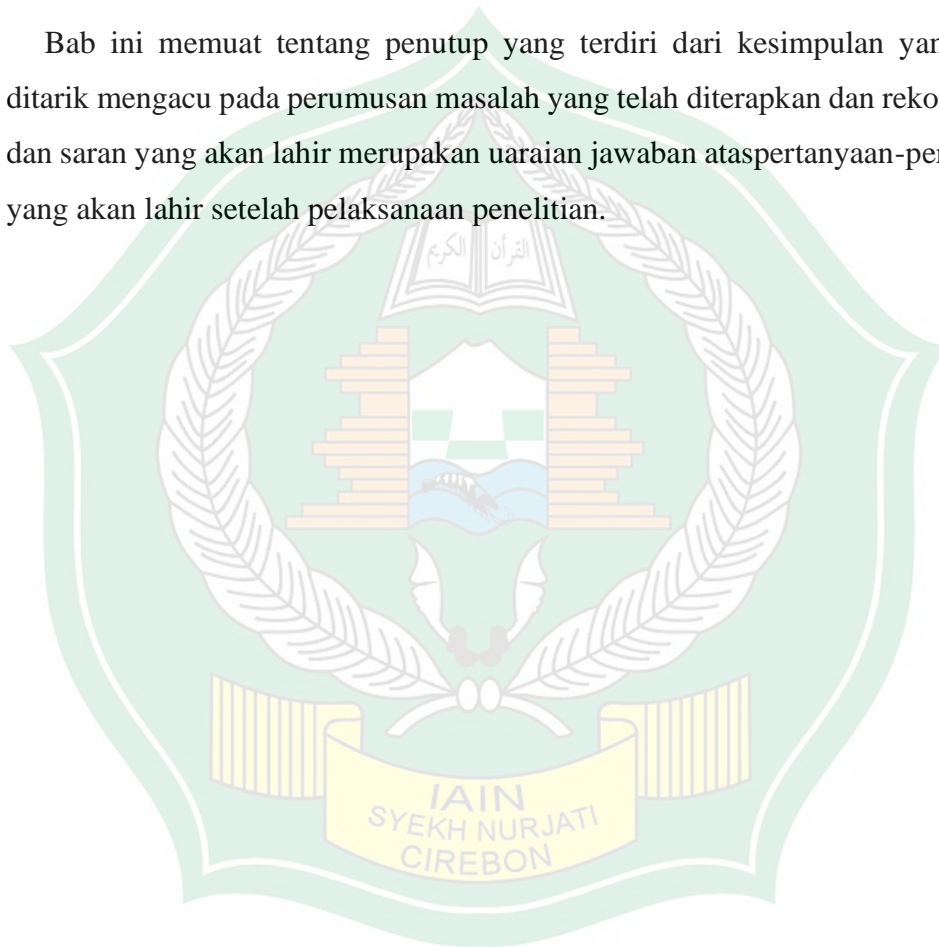 Bab ini memuat tentang penutup yang terdiri dari kesimpulan yan
ditarik mengacu pada perumusan masalah yang telah diterapkan dan reko
dan saran yang akan lahir merupakan uaraian jawaban ataspertanyaan-per
yang akan lahir setelah pelaksanaan penelitian.
القرأن الكريم
IAIN
SYEKH NURJATI
CIREBON